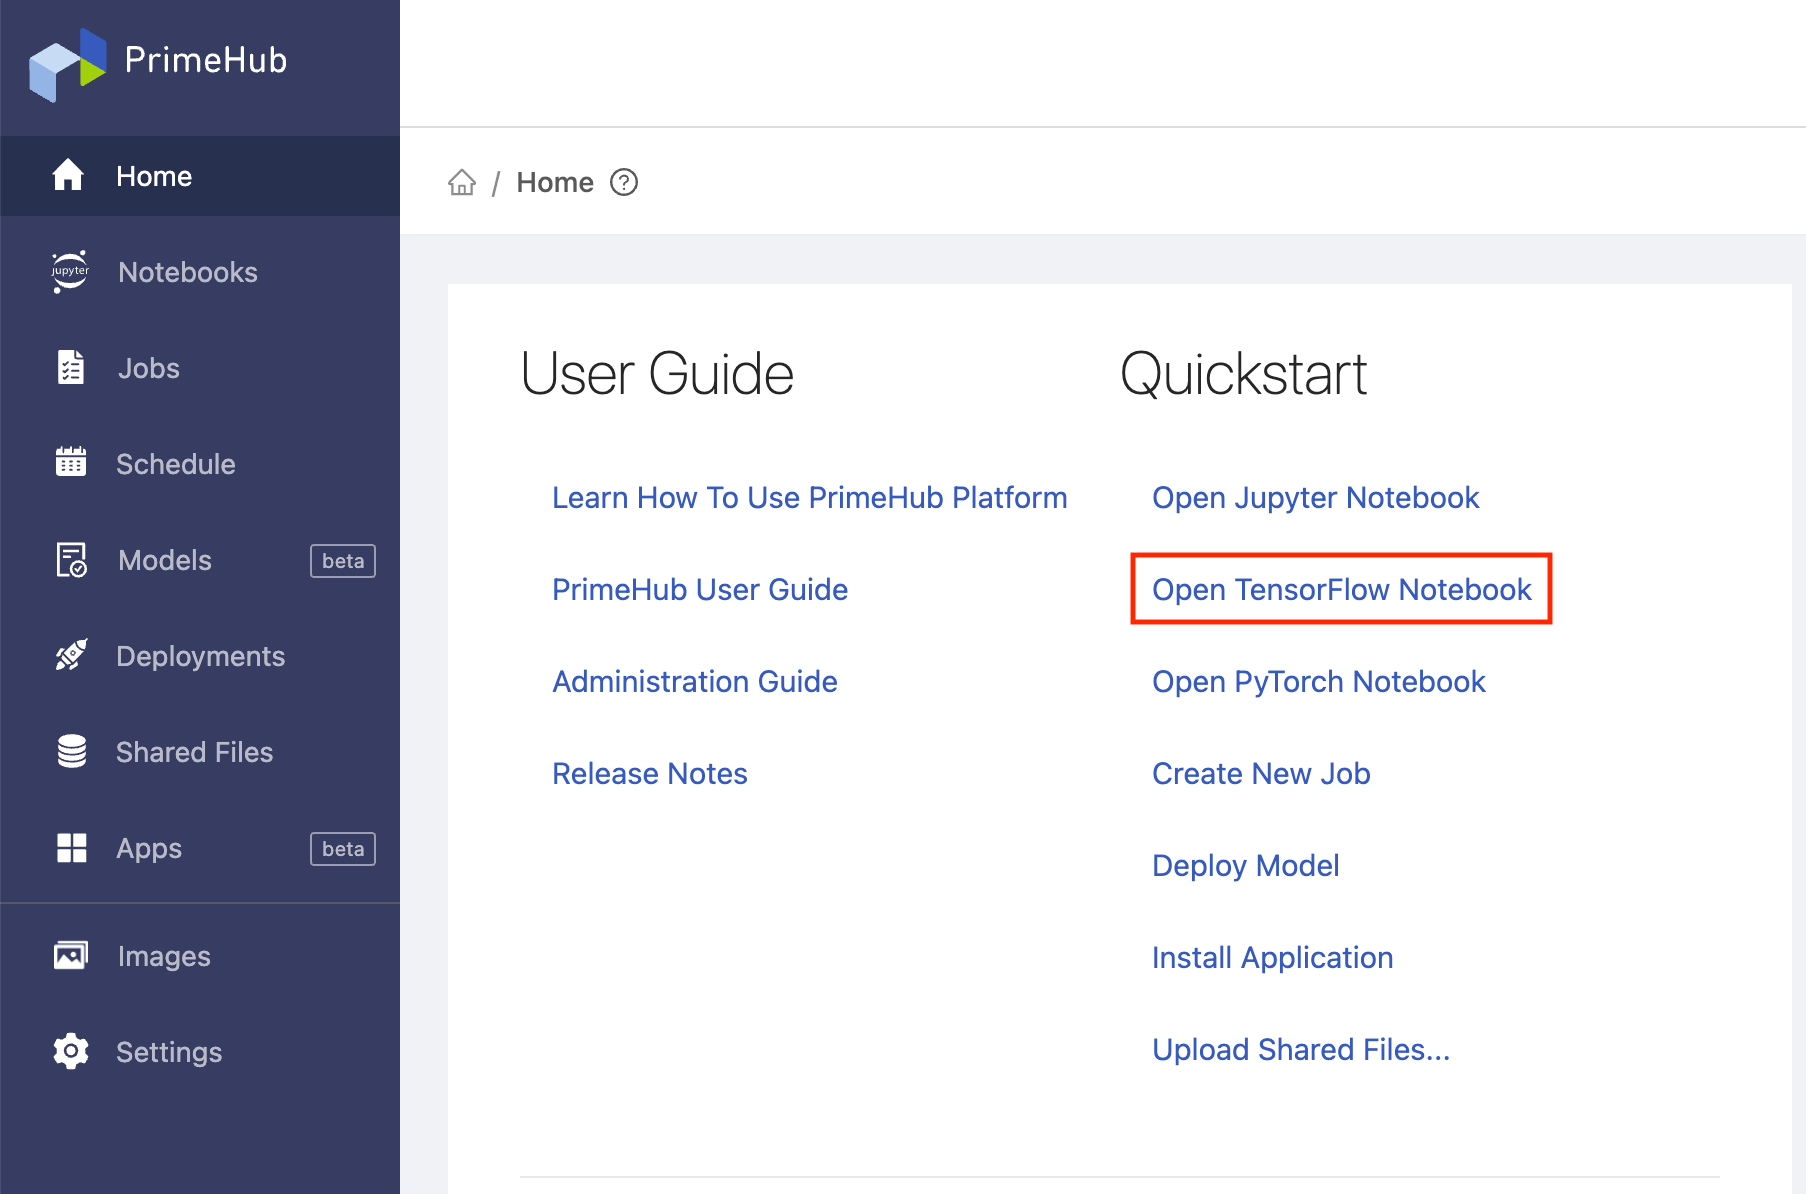 PrimeHub
Home
jupyter
Notebooks
Jobs
Schedule
Models
beta
Deployments
Shared Files
Apps
beta
Images
Settings
/ Home ?
User Guide
Learn How To Use PrimeHub Platform
PrimeHub User Guide
Administration Guide
Release Notes
Quickstart
Open Jupyter Notebook
Open TensorFlow Notebook
Open PyTorch Notebook
Create New Job
Deploy Model
Install Application
Upload Shared Files...